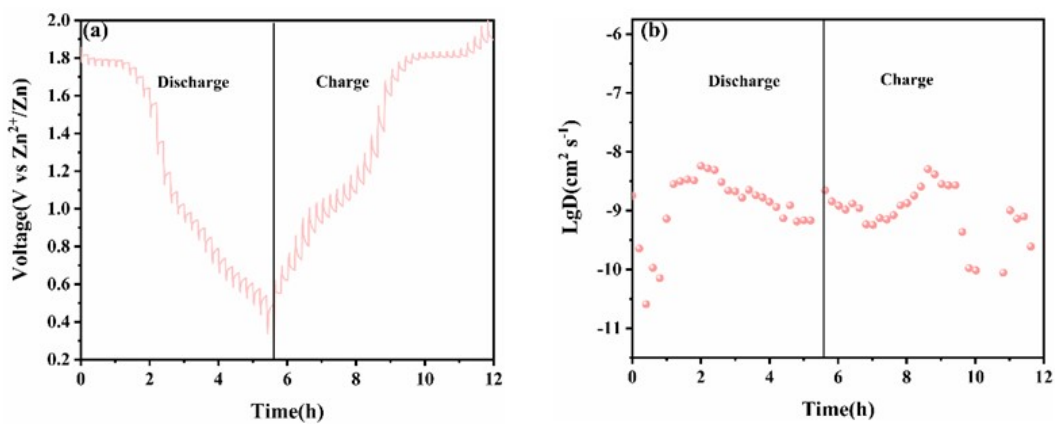 (a)
Discharge
Charge
Voltage(V vs Zn²⁺/Zn)
2.0
1.8
1.6
1.4
1.2
1.0
0.8
0.6
0.4
0.2
0 2 4 6 8 10 12
Time(h)
(b)
Discharge
Charge
LgD(cm² s⁻¹)
-6
-7
-8
-9
-10
-11
0 2 4 6 8 10 12
Time(h)